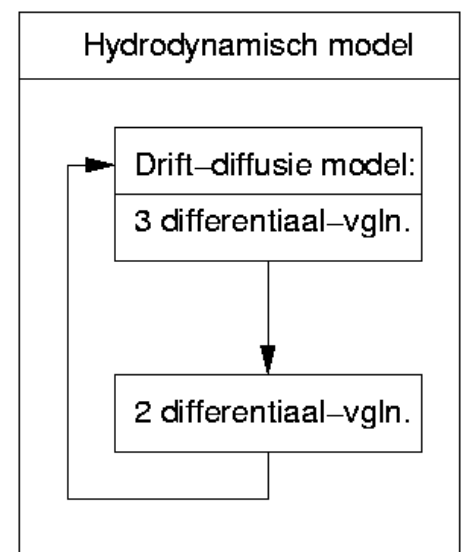 Hydrodynamisch model
Drift–diffusie model:
3 differentiaal–vgln.
2 differentiaal–vgln.